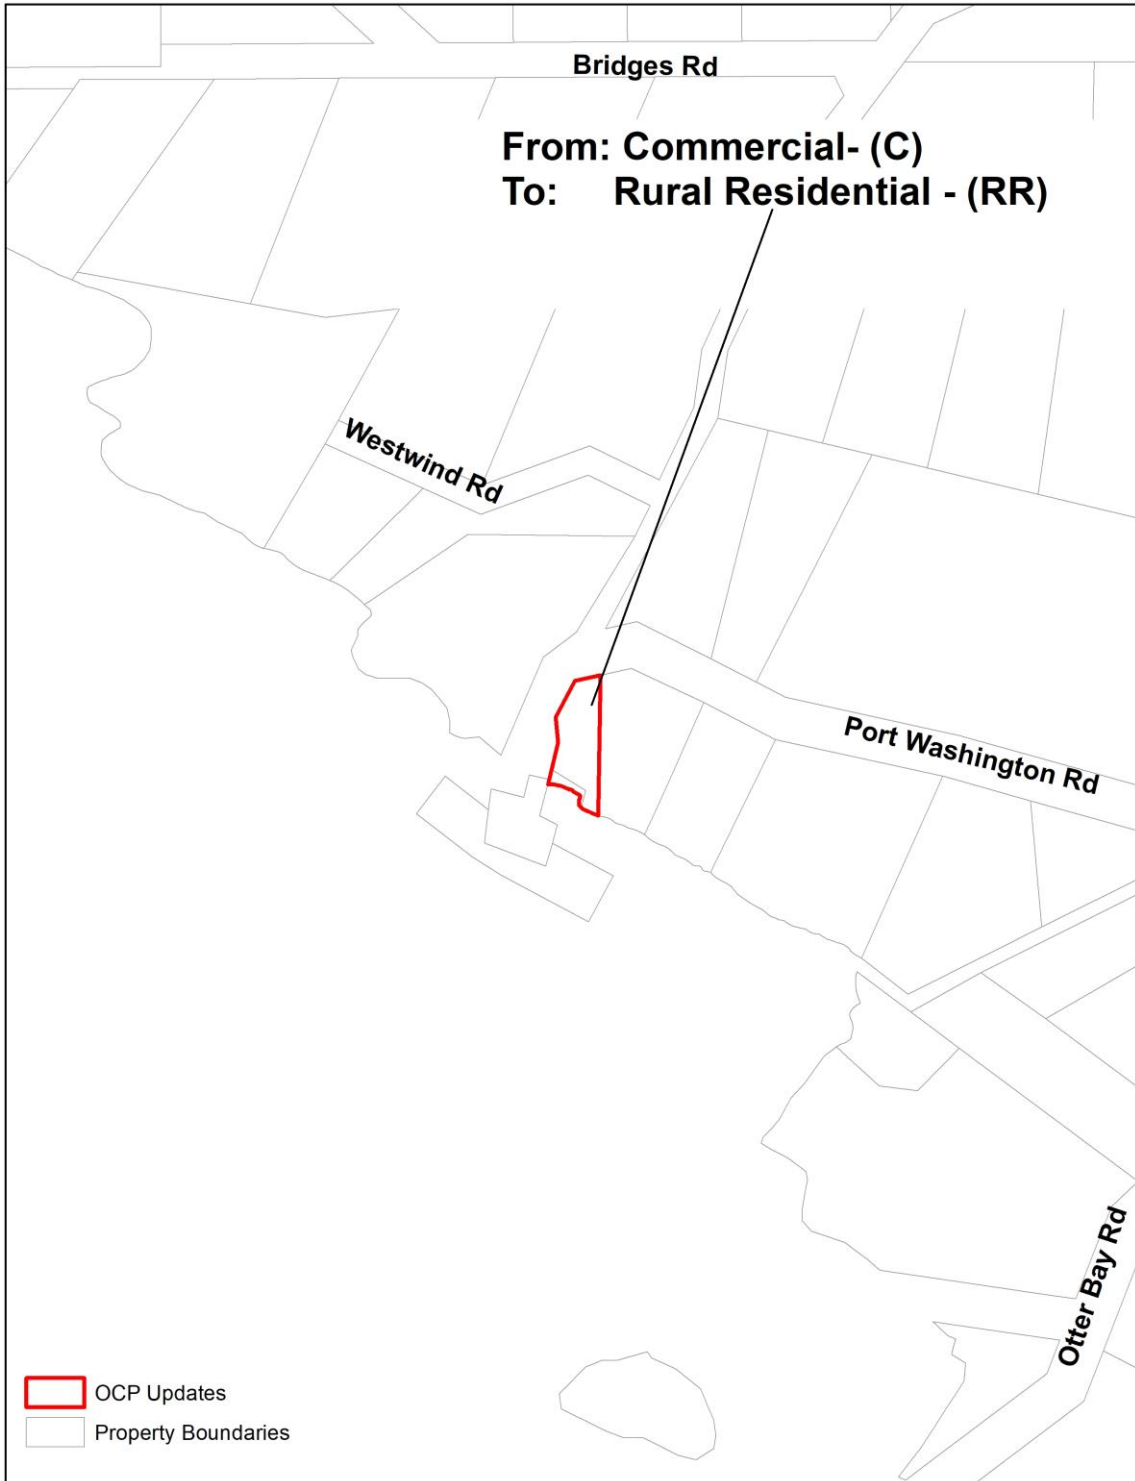 Bridges Rd
From: Commercial- (C)
To: Rural Residential - (RR)
Westwind Rd
Port Washington Rd
Otter Bay Rd
OCP Updates
Property Boundaries